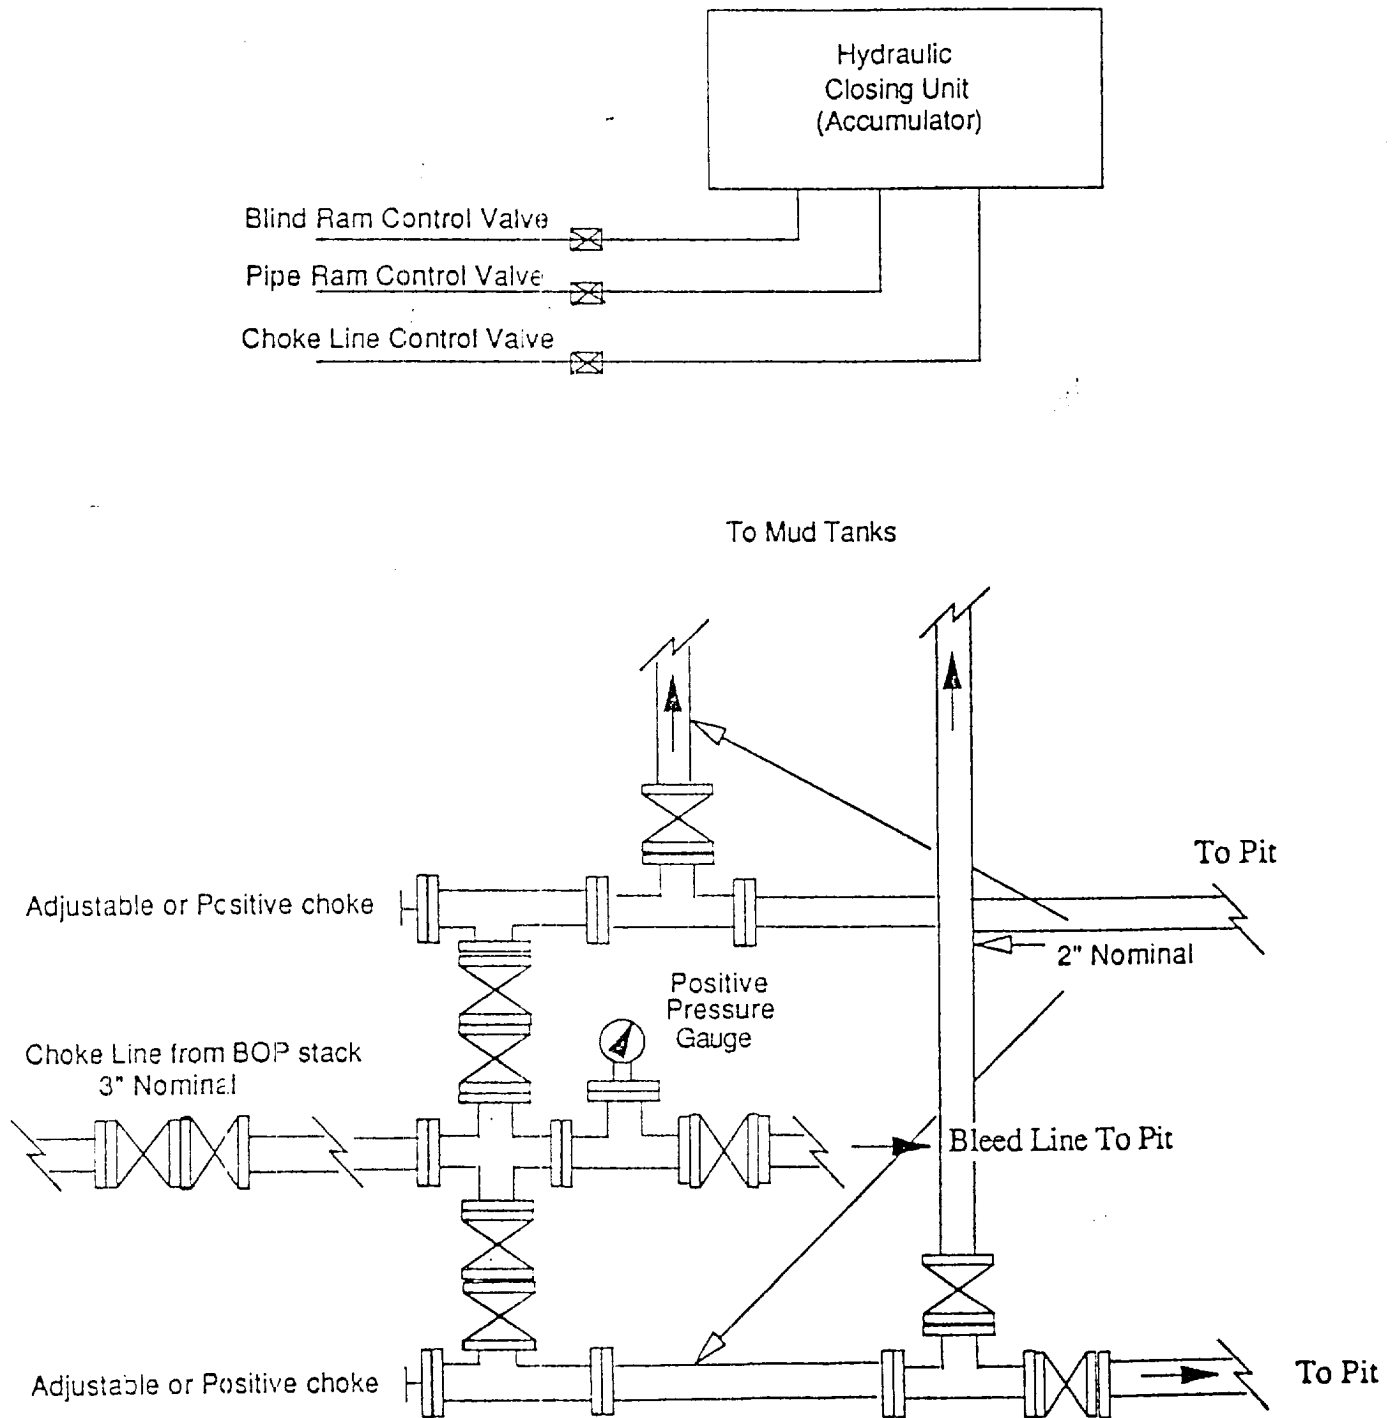 Hydraulic
Closing Unit
(Accumulator)
Blind Ram Control Valve
Pipe Ram Control Valve
Choke Line Control Valve
To Mud Tanks
To Pit
Adjustable or Positive choke
2" Nominal
Positive
Pressure
Gauge
Choke Line from BOP stack
3" Nominal
Bleed Line To Pit
Adjustable or Positive choke
To Pit